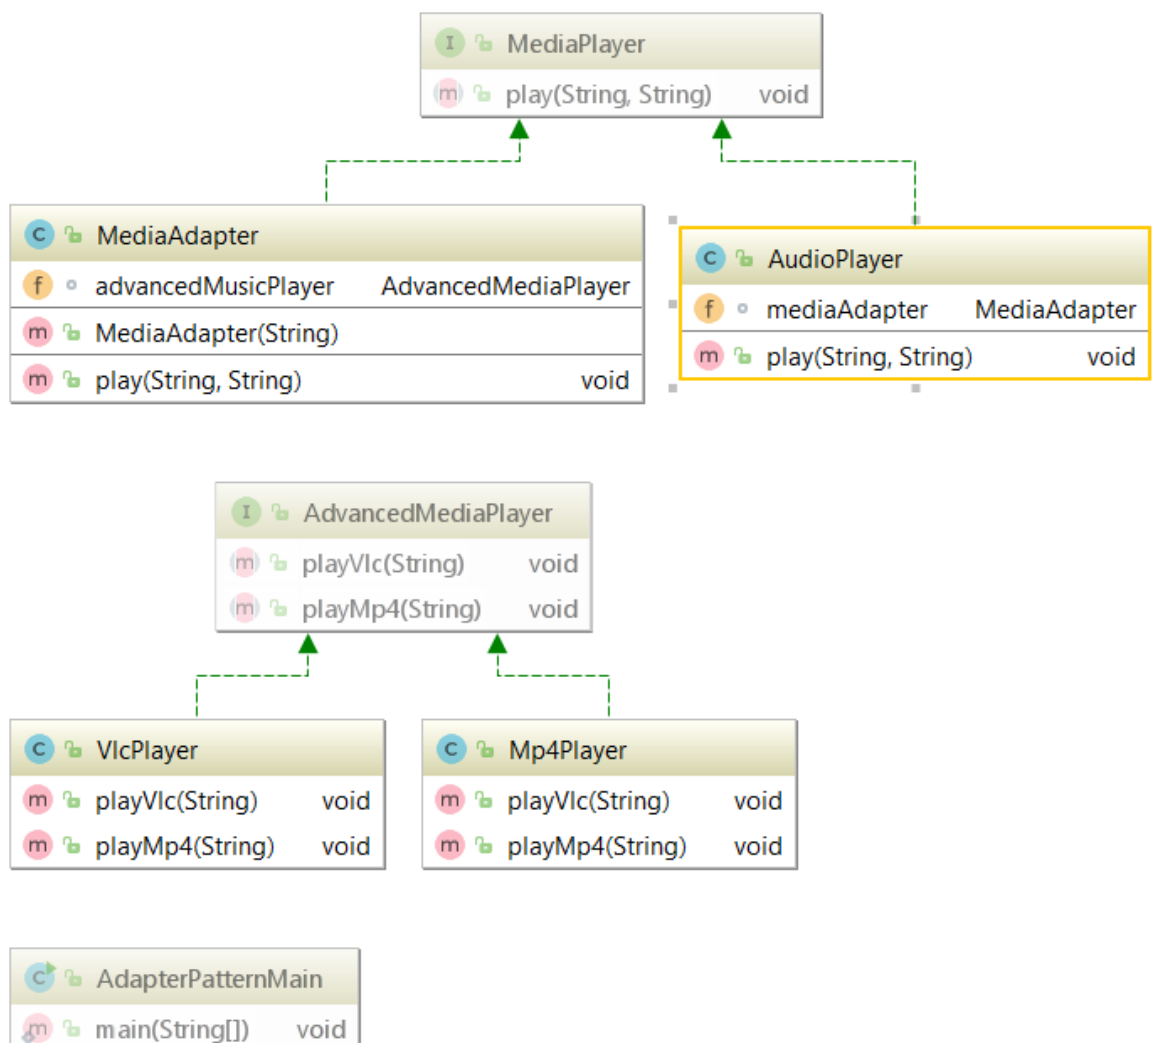 I MediaPlayer
m play(String, String) void
C MediaAdapter
f advancedMusicPlayer AdvancedMediaPlayer
m MediaAdapter(String)
m play(String, String) void
C AudioPlayer
f mediaAdapter MediaAdapter
m play(String, String) void
I AdvancedMediaPlayer
m playVlc(String) void
m playMp4(String) void
C VlcPlayer
m playVlc(String) void
m playMp4(String) void
C Mp4Player
m playVlc(String) void
m playMp4(String) void
C AdapterPatternMain
m main(String[]) void